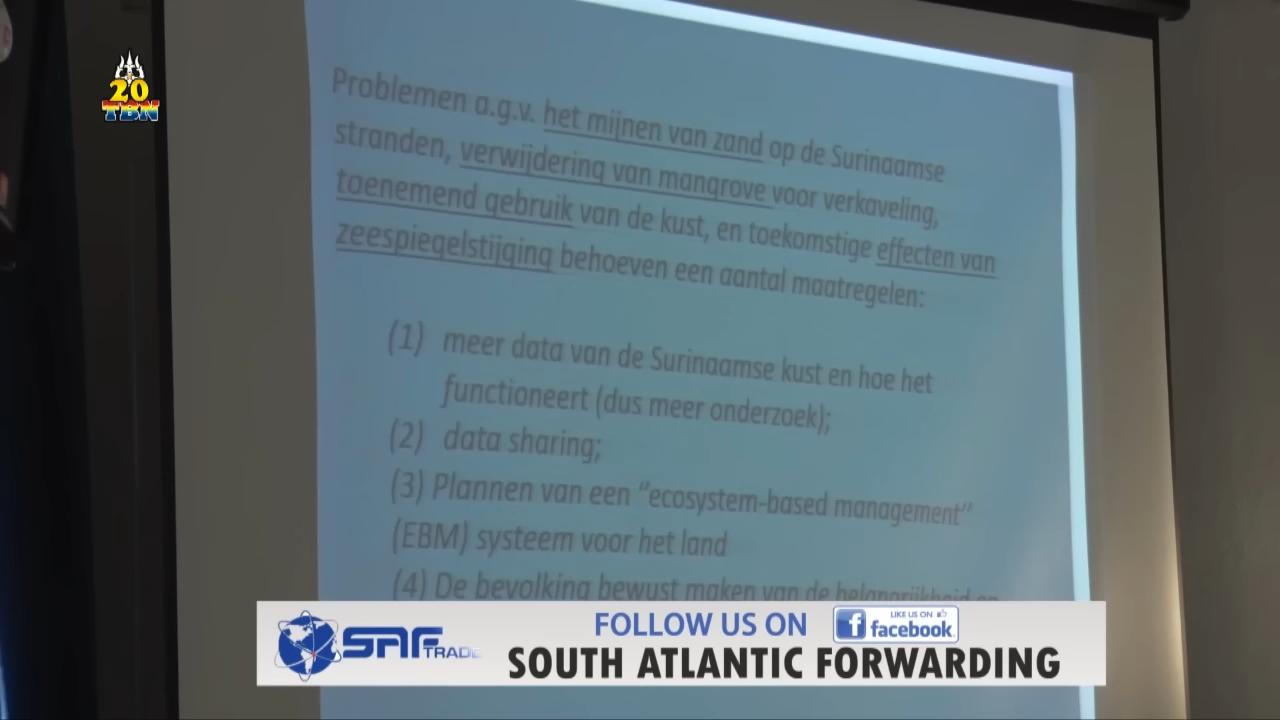 20
TBN
Problemen a.g.v. het mijnen van zand op de Surinaamse
stranden, verwijdering van mangrove voor verkaveling,
toenemend gebruik van de kust, en toekomstige effecten van
zeespiegelstijging behoeven een aantal maatregelen:
(1) meer data van de Surinaamse kust en hoe het
functioneert (dus meer onderzoek);
(2) data sharing;
(3) Plannen van een “ecosystem-based management”
(EBM) systeem voor het land
(4) De bevolking bewust maken van de belangrijkheid en
SAF TRADE
FOLLOW US ON
LIKE US ON
facebook
SOUTH ATLANTIC FORWARDING